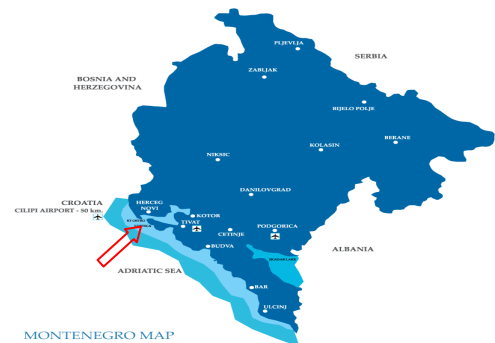 PLJEVLJA
SERBIA
ZABLJAK
BOSNIA AND
HERZEGOVINA
BIJELO POLJE
BERANE
KOLASIN
NIKSIC
DANILOVGRAD
CROATIA
CILIPI AIRPORT - 50 km.
HERCEG
NOVI
KOTOR
TIVAT
CETINJE
PODGORICA
BUDVA
ALBANIA
ADRIATIC SEA
BAR
ULCINJ
MONTENEGRO MAP